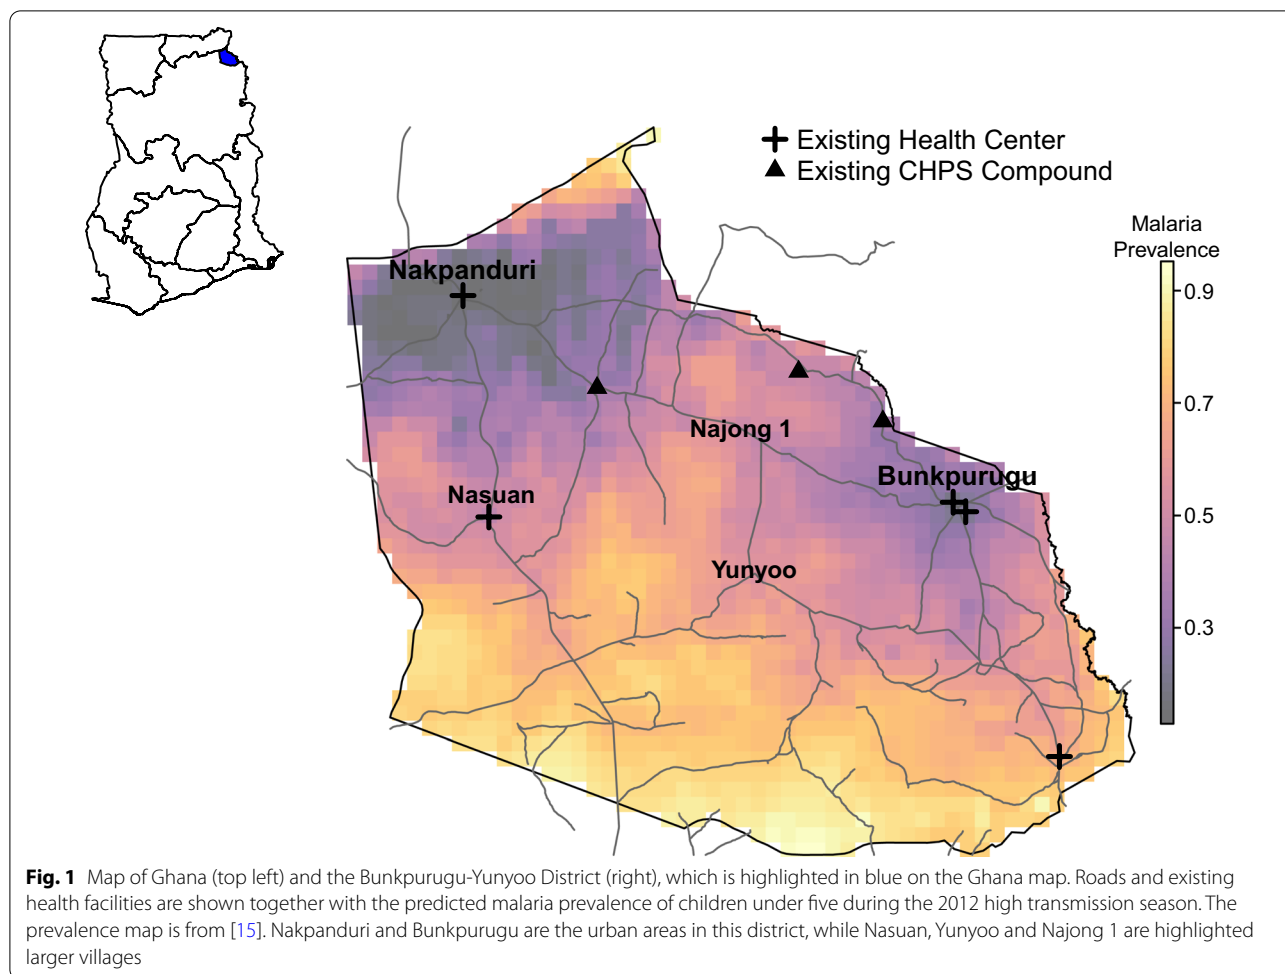 Existing Health Center
Existing CHPS Compound
Malaria
Prevalence
0.9
0.7
0.5
0.3
Nakpanduri
Najong 1
Bunkpurugu
Nasuan
Yunyoo
Fig. 1 Map of Ghana (top left) and the Bunkpurugu-Yunyoo District (right), which is highlighted in blue on the Ghana map. Roads and existing
health facilities are shown together with the predicted malaria prevalence of children under five during the 2012 high transmission season. The
prevalence map is from [15]. Nakpanduri and Bunkpurugu are the urban areas in this district, while Nasuan, Yunyoo and Najong 1 are highlighted
larger villages